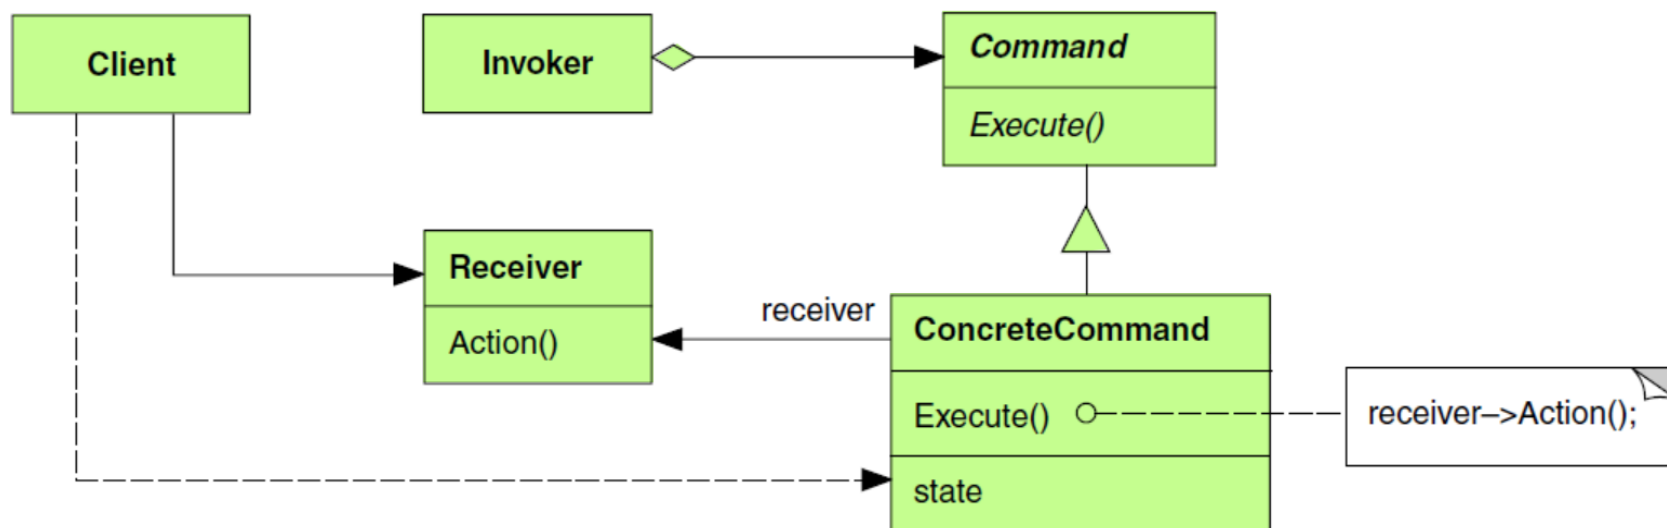 Client
Invoker
Command
Execute()
Receiver
Action()
receiver
ConcreteCommand
Execute()
receiver–>Action();
state